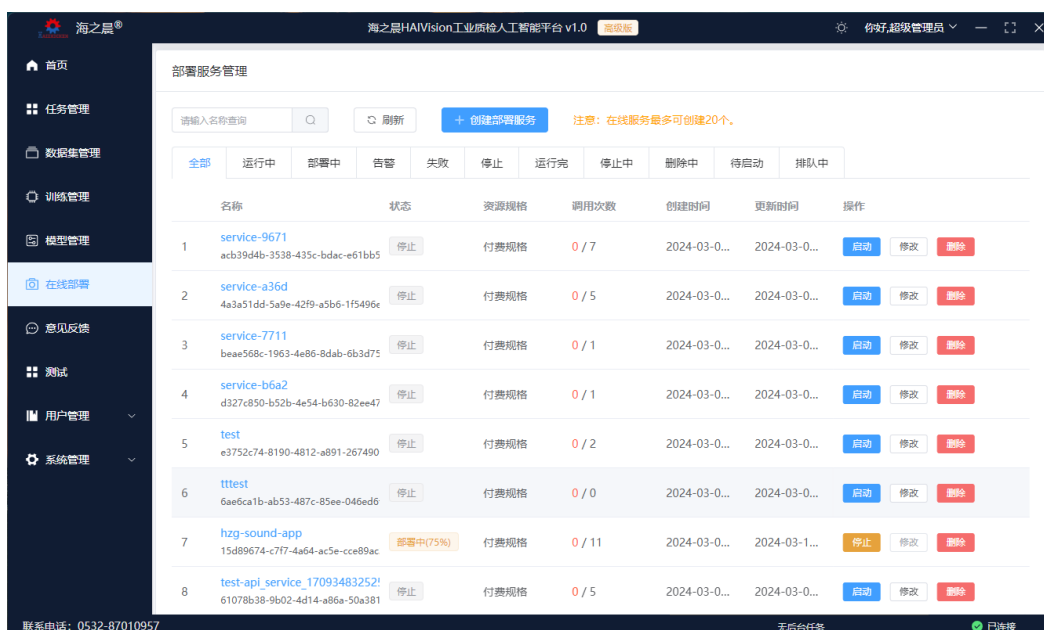 海之晨®
海之晨HAIVision工业质检人工智能平台 v1.0 高级版
你好,超级管理员
首页
任务管理
数据集管理
训练管理
模型管理
在线部署
意见反馈
测试
用户管理
系统管理
部署服务管理
请输入名称查询 刷新 + 创建部署服务 注意：在线服务最多可创建20个。
全部 运行中 部署中 告警 失败 停止 运行完 停止中 删除中 待启动 排队中
名称 状态 资源规格 调用次数 创建时间 更新时间 操作
1 service-9671 停止 付费规格 0 / 7 2024-03-0... 2024-03-0... 启动 修改 删除
acb39d4b-3538-435c-bdac-e61bb5
2 service-a36d 停止 付费规格 0 / 5 2024-03-0... 2024-03-0... 启动 修改 删除
4a3a51dd-5a9e-42f9-a5b6-1f5496e
3 service-7711 停止 付费规格 0 / 1 2024-03-0... 2024-03-0... 启动 修改 删除
beae568c-1963-4e86-8dab-6b3d75
4 service-b6a2 停止 付费规格 0 / 1 2024-03-0... 2024-03-0... 启动 修改 删除
d327c850-b52b-4e54-b630-82ee47
5 test 停止 付费规格 0 / 2 2024-03-0... 2024-03-0... 启动 修改 删除
e3752c74-8190-4812-a891-267490
6 tttest 停止 付费规格 0 / 0 2024-03-0... 2024-03-0... 启动 修改 删除
6ae6ca1b-ab53-487c-85ee-046ed6
7 hzg-sound-app 部署中(75%) 付费规格 0 / 11 2024-03-0... 2024-03-1... 停止 修改 删除
15d89674-c7f7-4a64-ac5e-cce89ac
8 test-api_service_1709348325 停止 付费规格 0 / 5 2024-03-0... 2024-03-0... 启动 修改 删除
61078b38-9b02-4d14-a86a-50a381
联系电话：0532-87010957 无后台任务 已连接